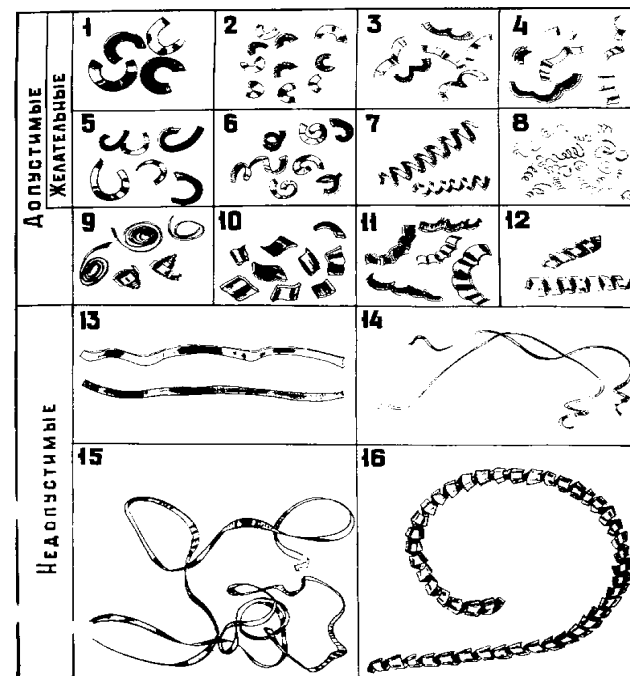 Допустимые
Желательные
1 2 3 4
5 6 7 8
9 10 11 12
Недопустимые
13 14
15 16